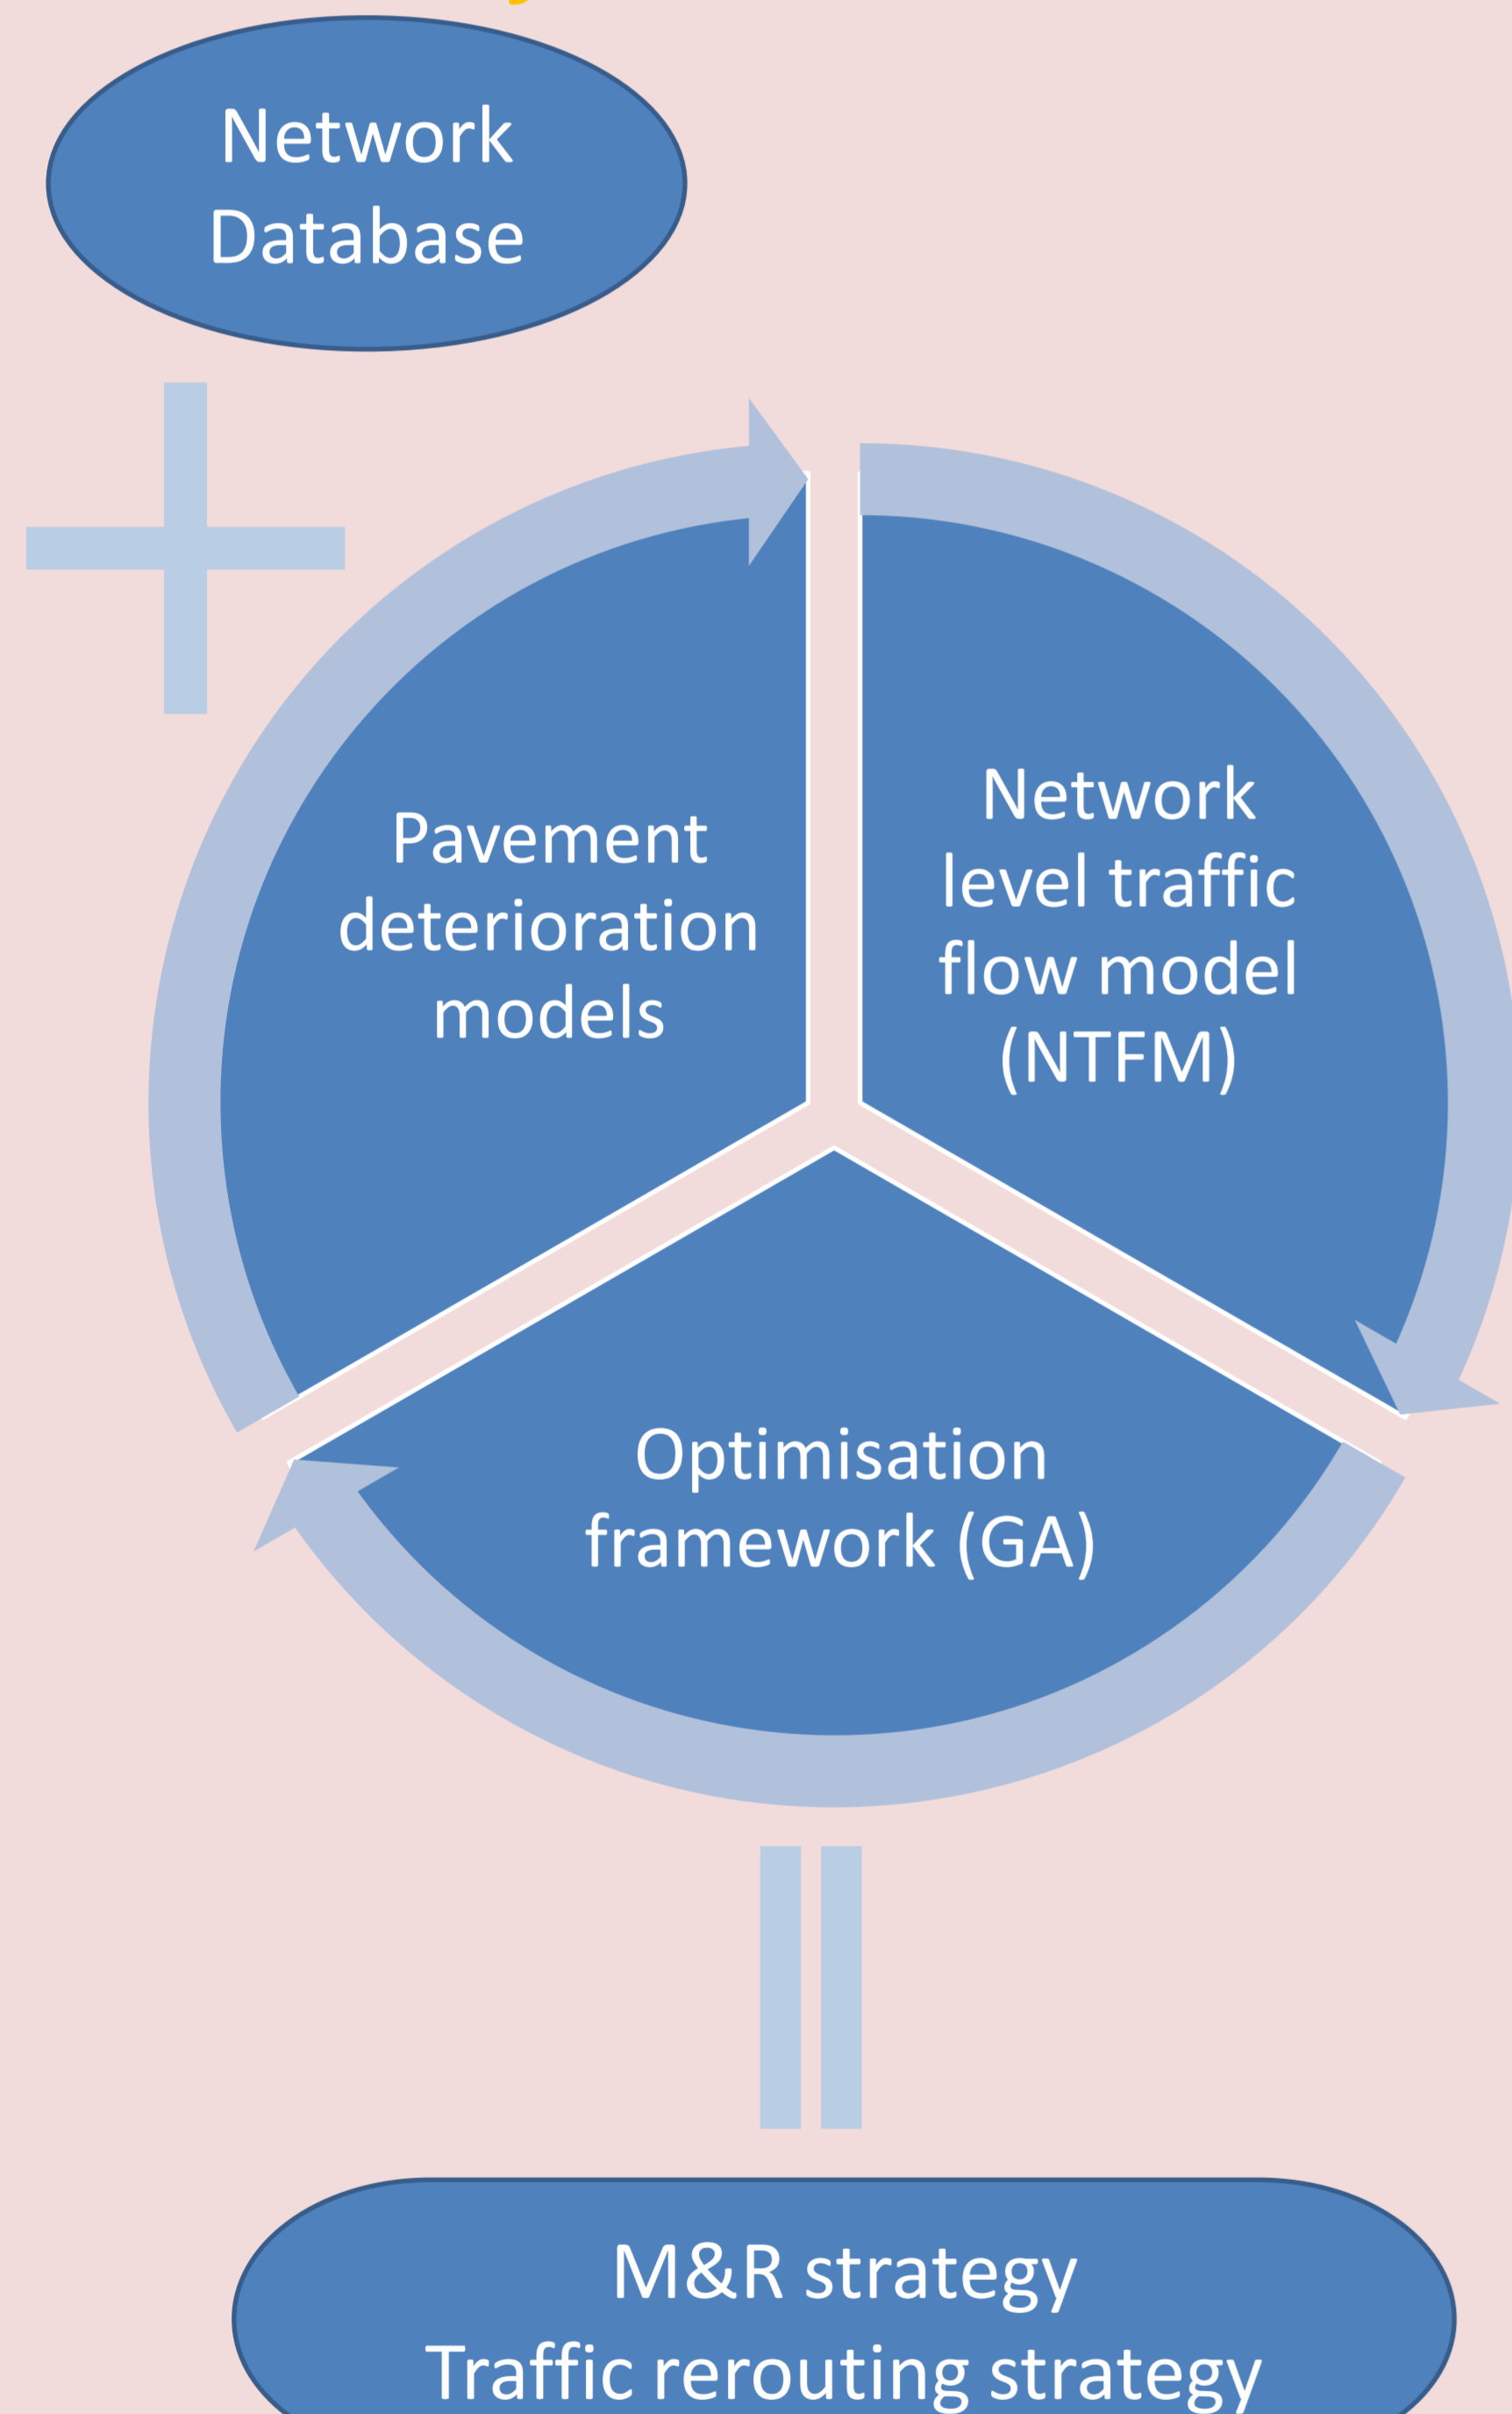 Network
Database
Pavement
deterioration
models
Network
level traffic
flow model
(NTFM)
Optimisation
framework (GA)
M&R strategy
Traffic rerouting strategy